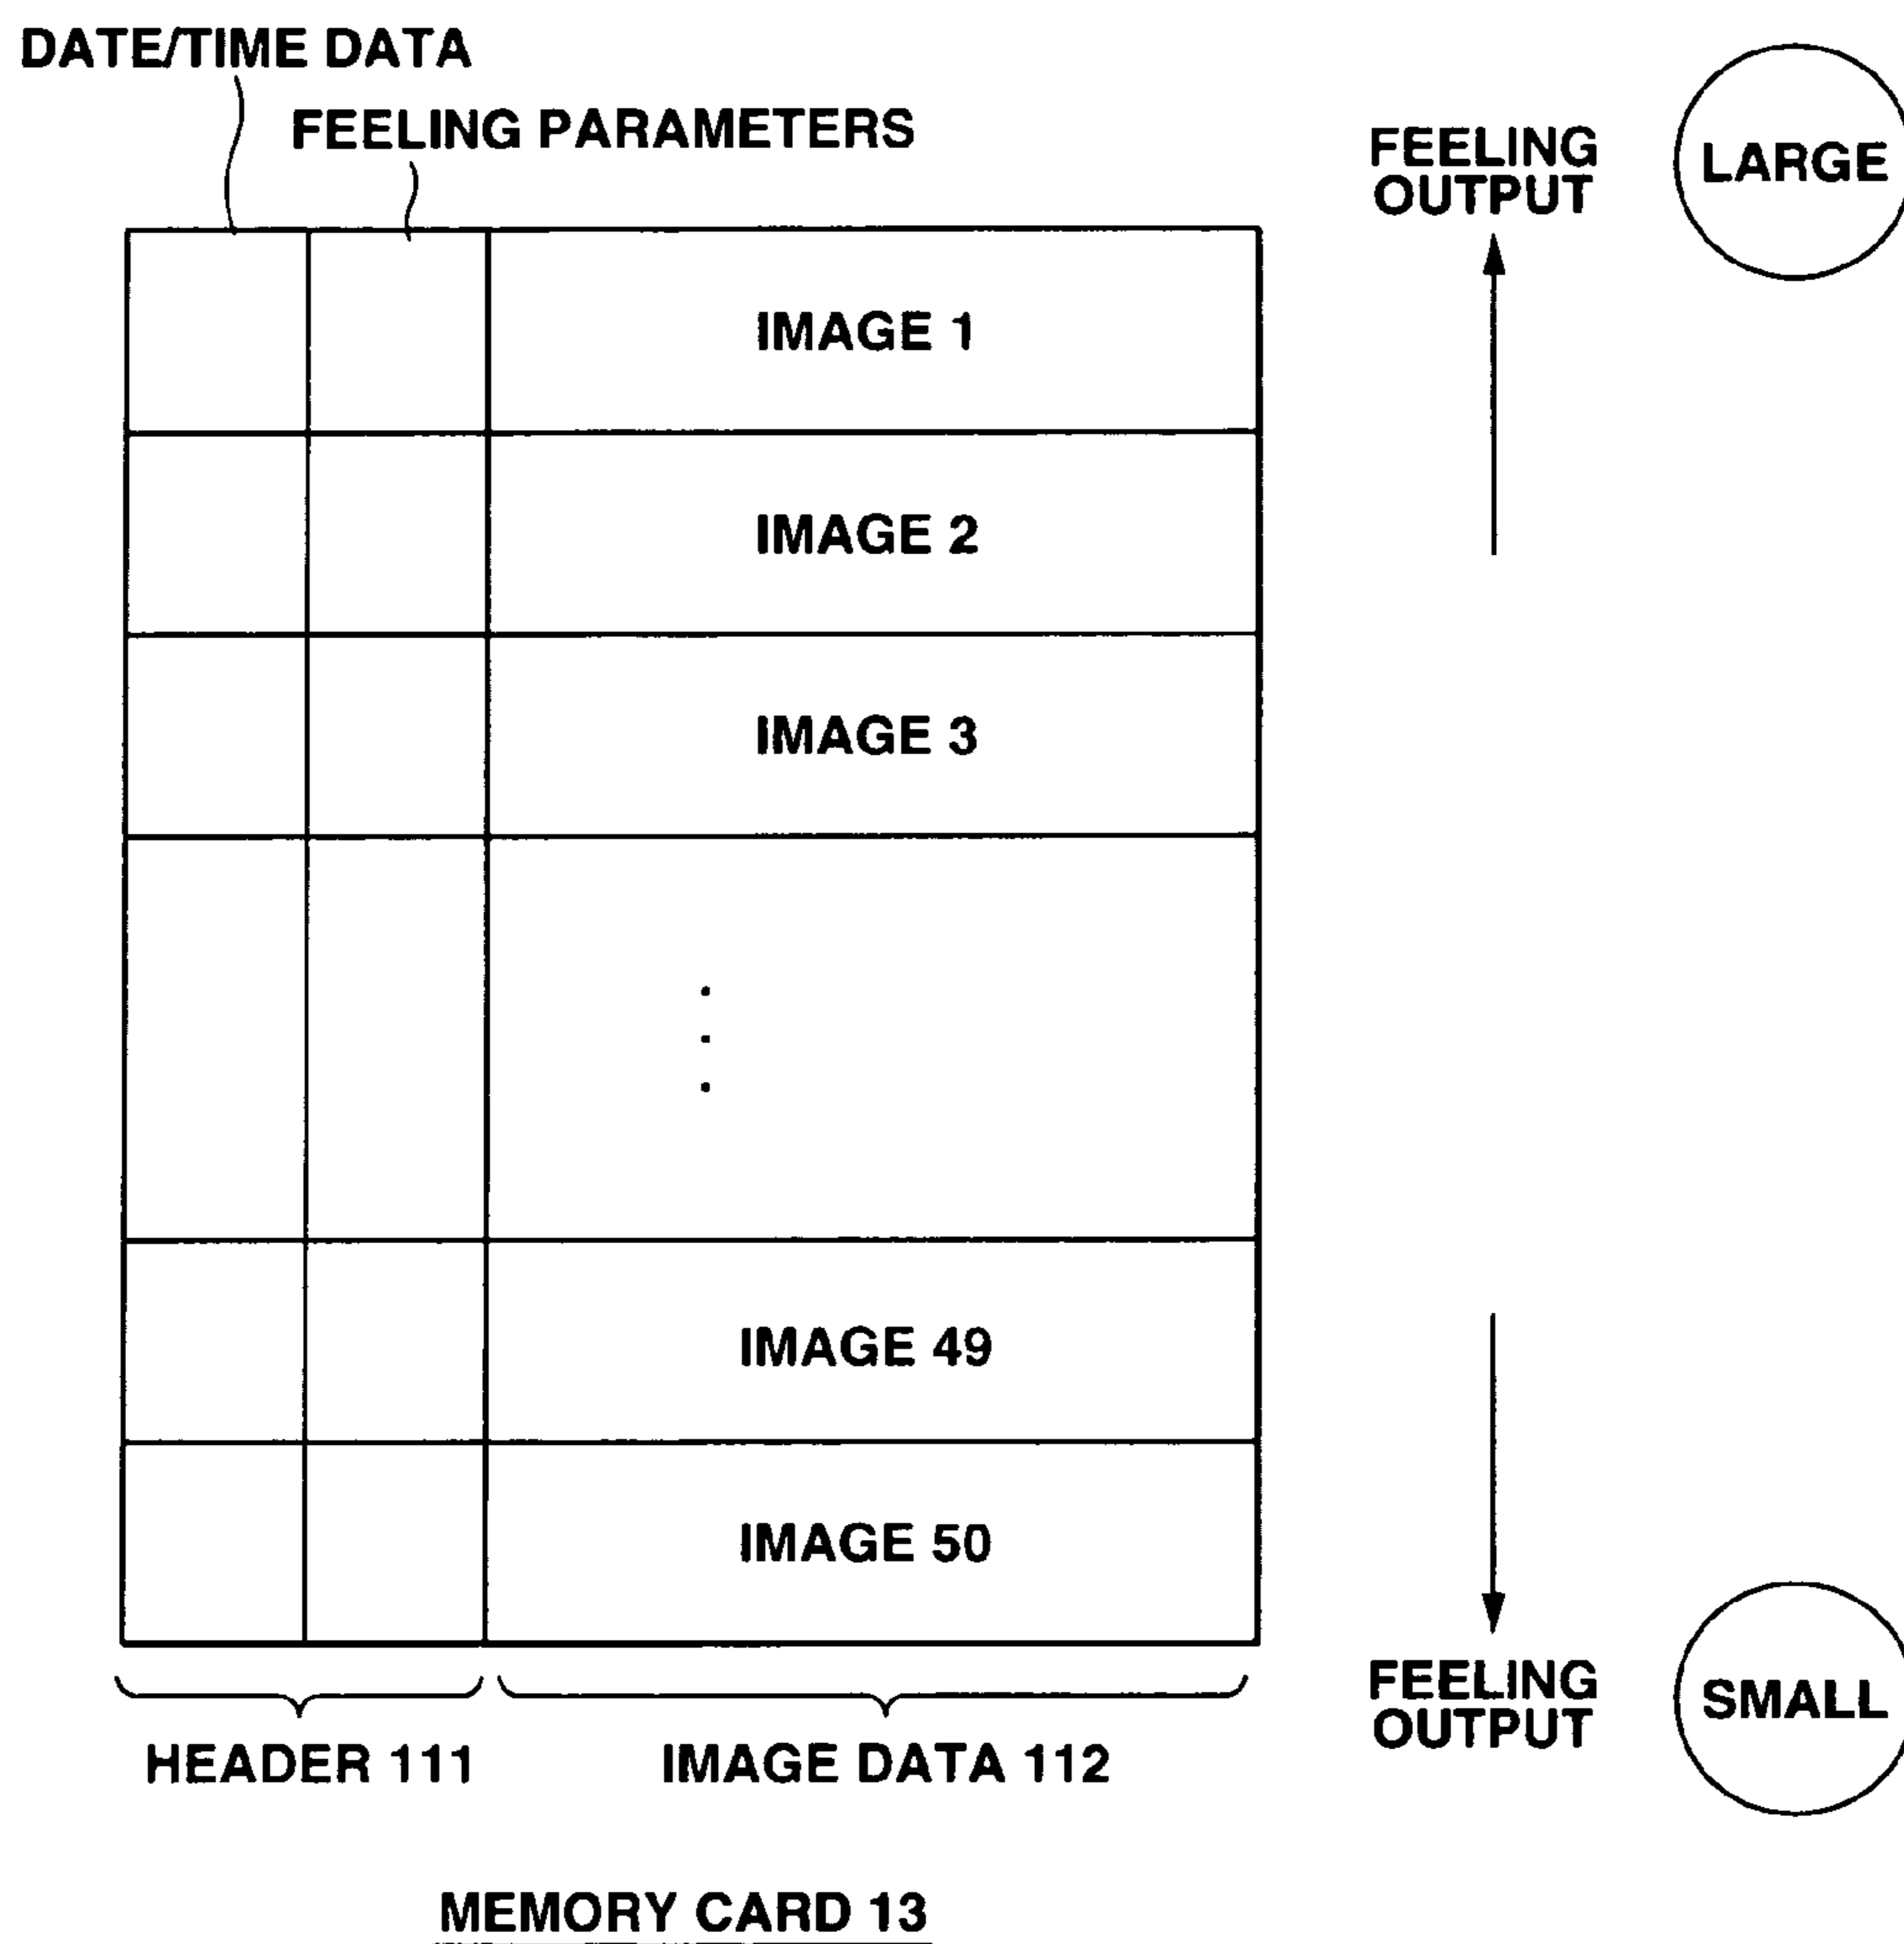 DATE/TIME DATA
FEELING PARAMETERS
FEELING
OUTPUT
LARGE
IMAGE 1
IMAGE 2
IMAGE 3
IMAGE 49
IMAGE 50
FEELING
OUTPUT
SMALL
HEADER 111
IMAGE DATA 112
MEMORY CARD 13